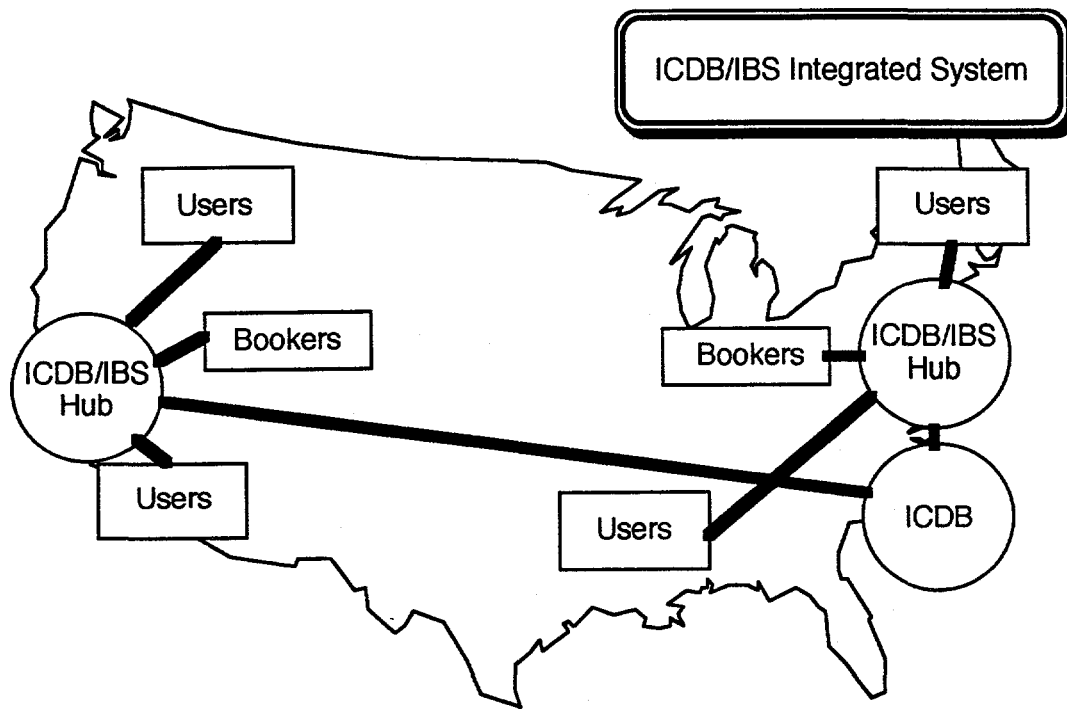 ICDB/IBS Integrated System
Users
Users
Bookers
Bookers
ICDB/IBS
Hub
ICDB/IBS
Hub
Users
Users
ICDB